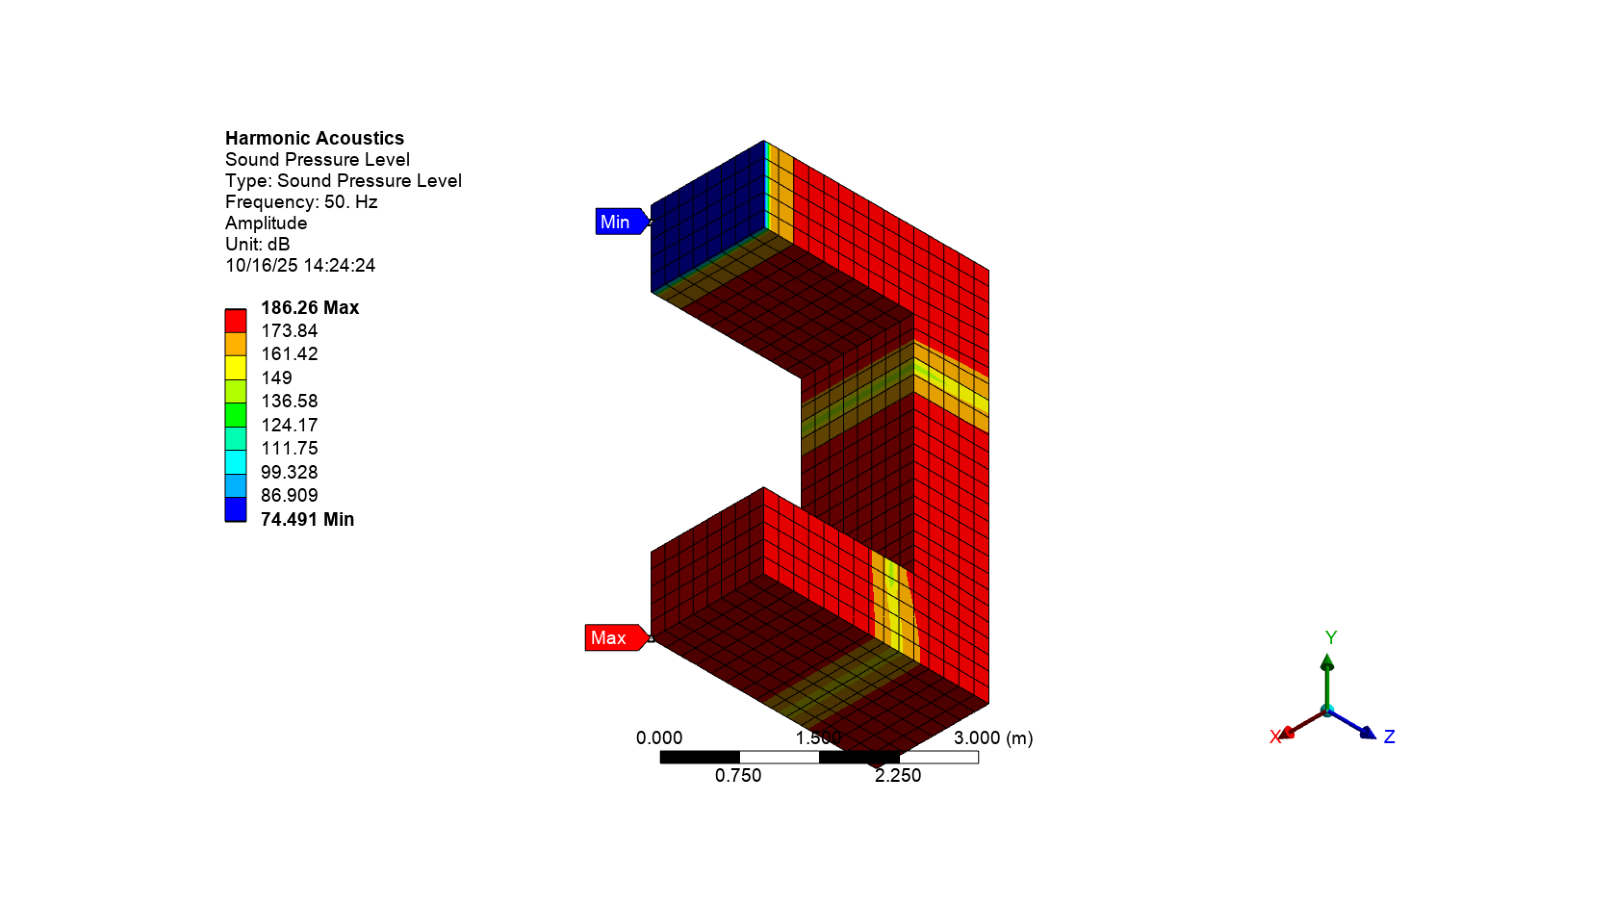 Harmonic Acoustics
Sound Pressure Level
Type: Sound Pressure Level
Frequency: 50. Hz
Amplitude
Unit: dB
10/16/25 14:24:24
186.26 Max
173.84
161.42
149
136.58
124.17
111.75
99.328
86.909
74.491 Min
Min
Max
0.000 1.500 3.000 (m)
0.750 2.250
Y
X
Z